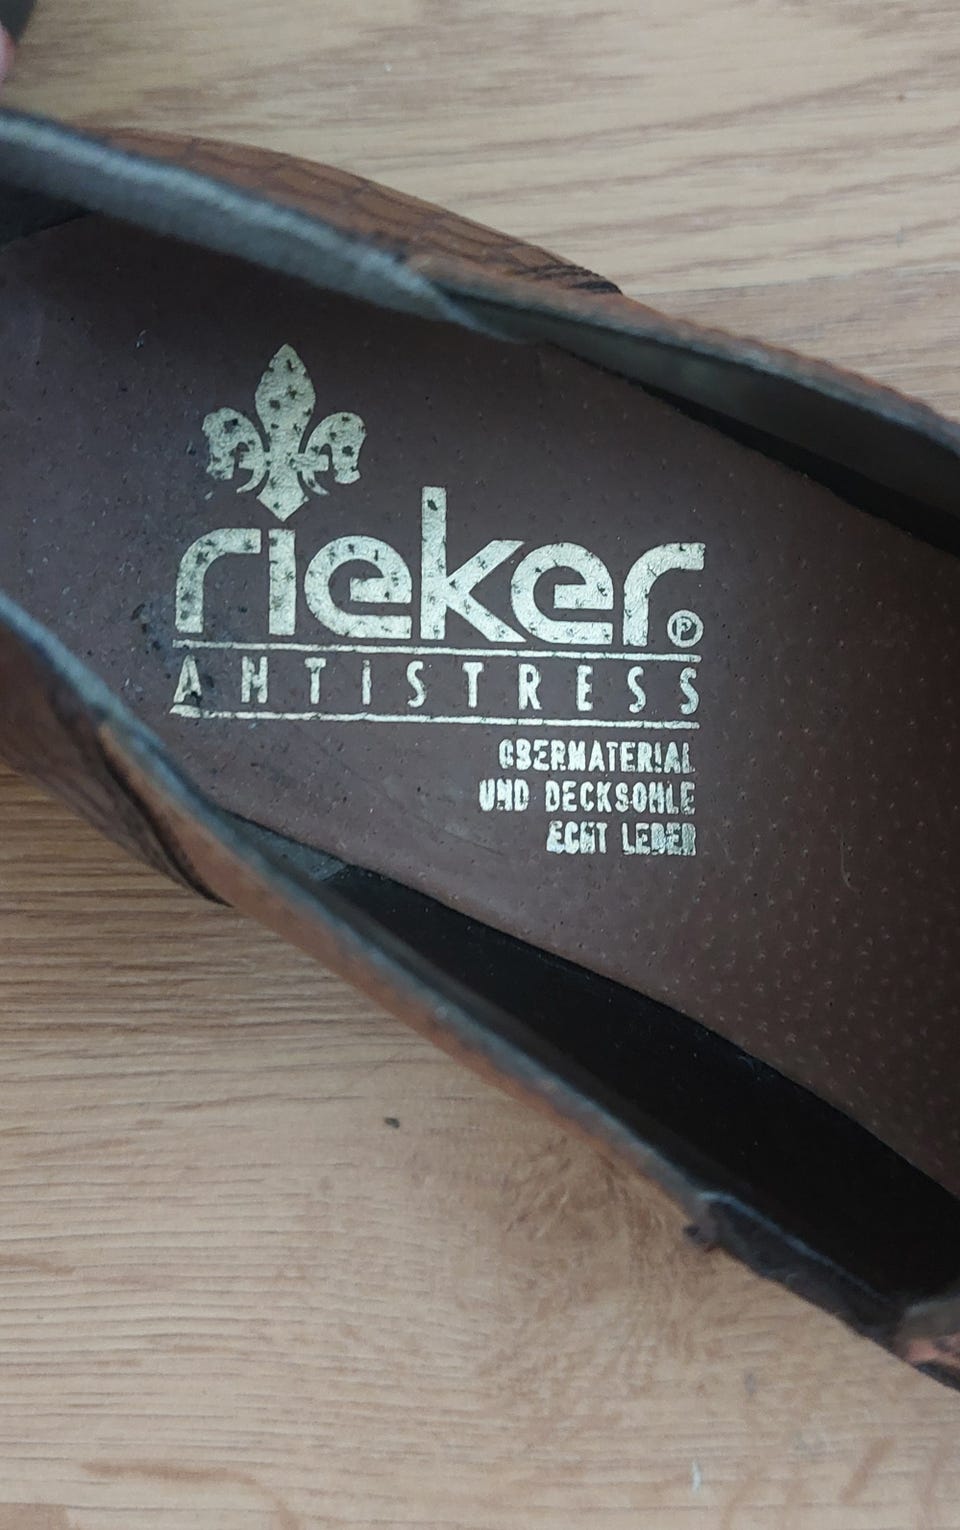 rieker®
ANTISTRESS
OBERMATERIAL
UND DECKSOHLE
ECHT LEDER